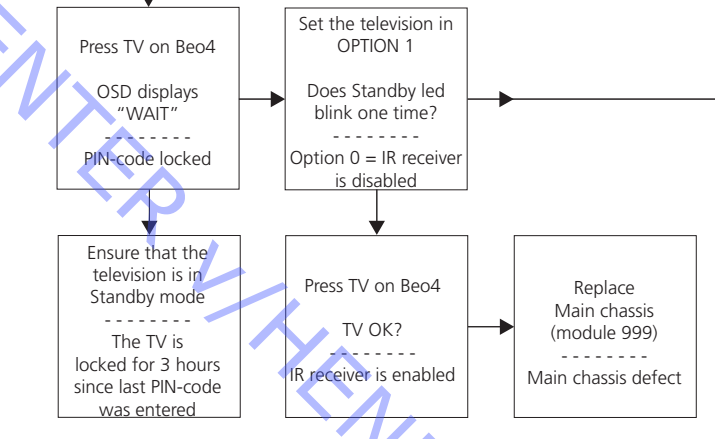 Press TV on Beo4
OSD displays
“WAIT”
- - - - - - - -
PIN-code locked
Set the television in
OPTION 1
Does Standby led
blink one time?
- - - - - - - -
Option 0 = IR receiver
is disabled
Ensure that the
television is in
Standby mode
- - - - - - - -
The TV is
locked for 3 hours
since last PIN-code
was entered
Press TV on Beo4
TV OK?
- - - - - - - -
IR receiver is enabled
Replace
Main chassis
(module 999)
- - - - - - - -
Main chassis defect
ENTER V/HEN